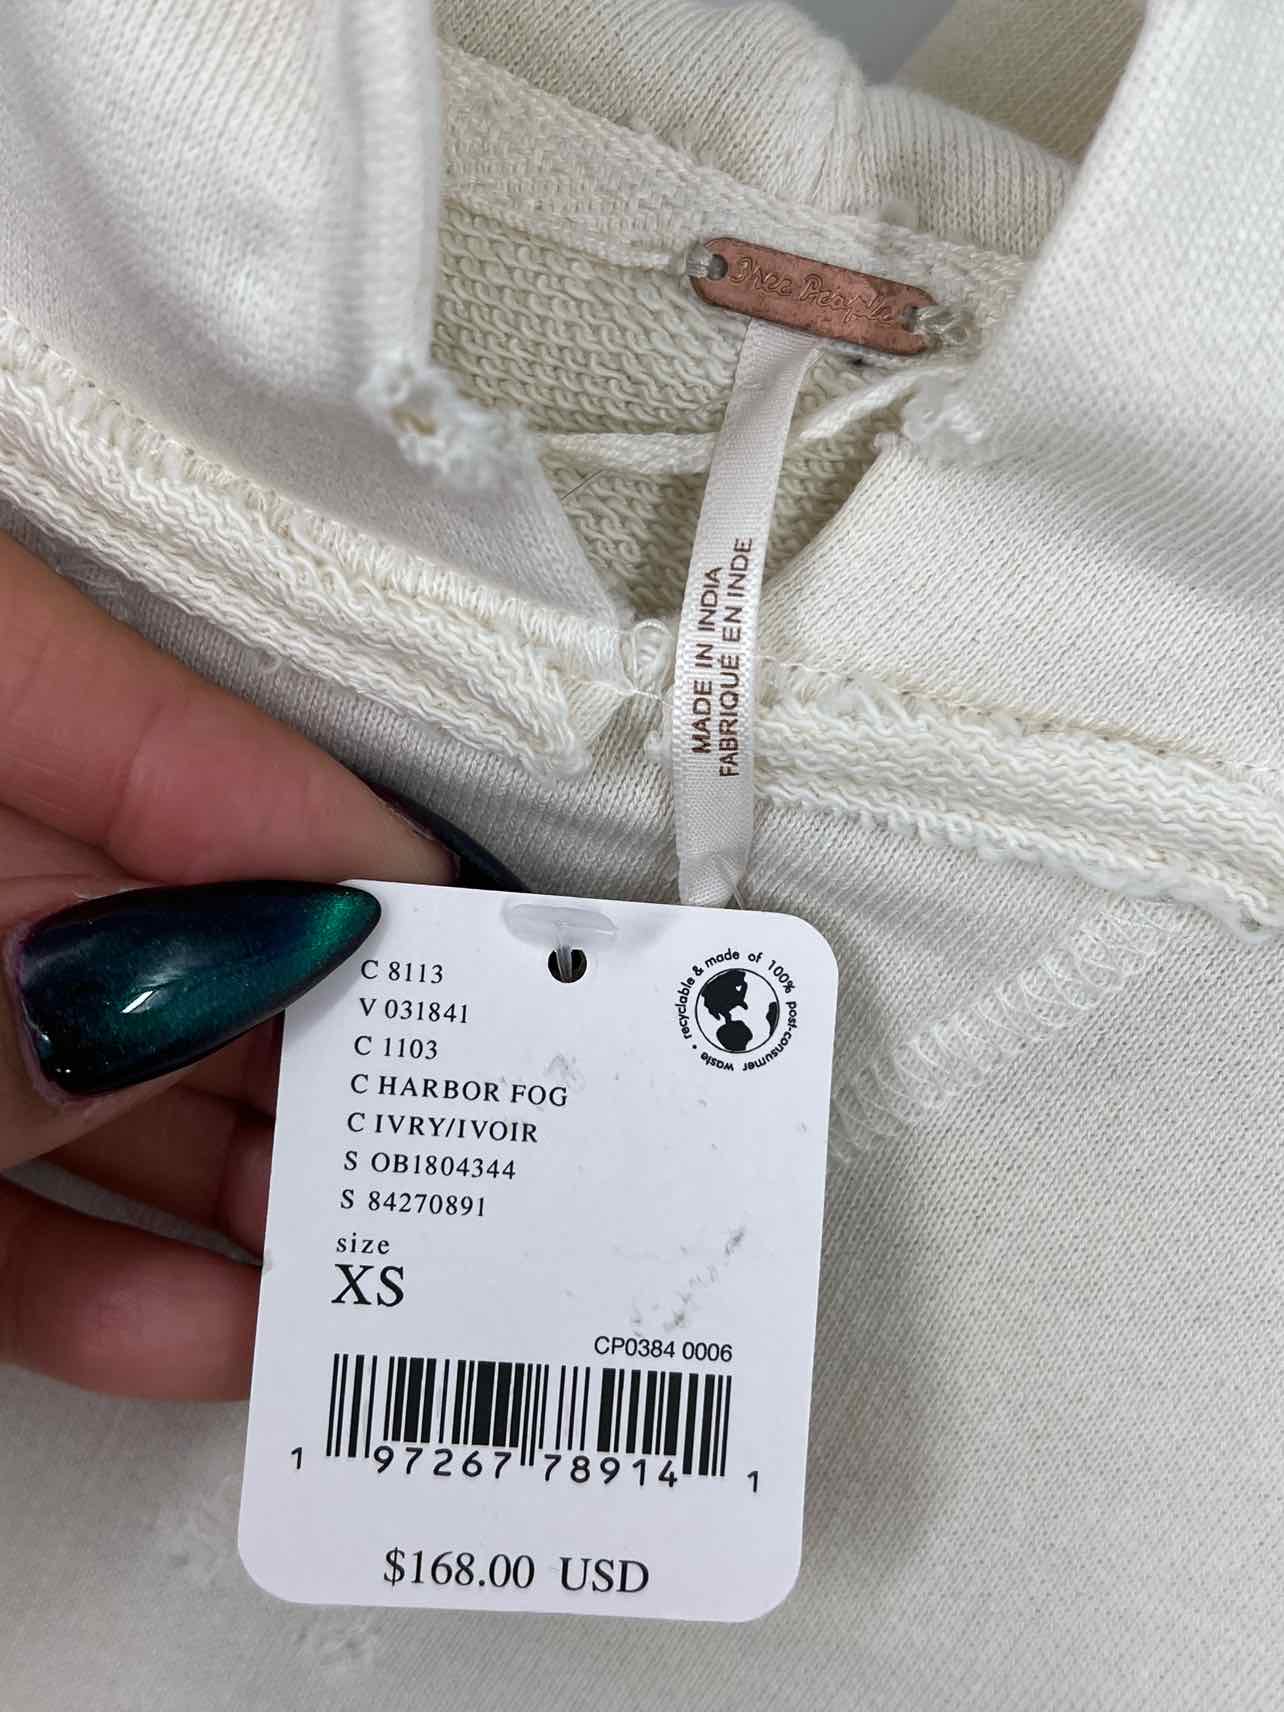 Free People
MADE IN INDIA
FABRIQUÉ EN INDE
recyclable & made of 100% post-consumer waste •
C 8113
V 031841
C 1103
C HARBOR FOG
C IVRY/IVOIR
S OB1804344
S 84270891
size
XS
CP0384 0006
1 97267 78914 1
$168.00 USD